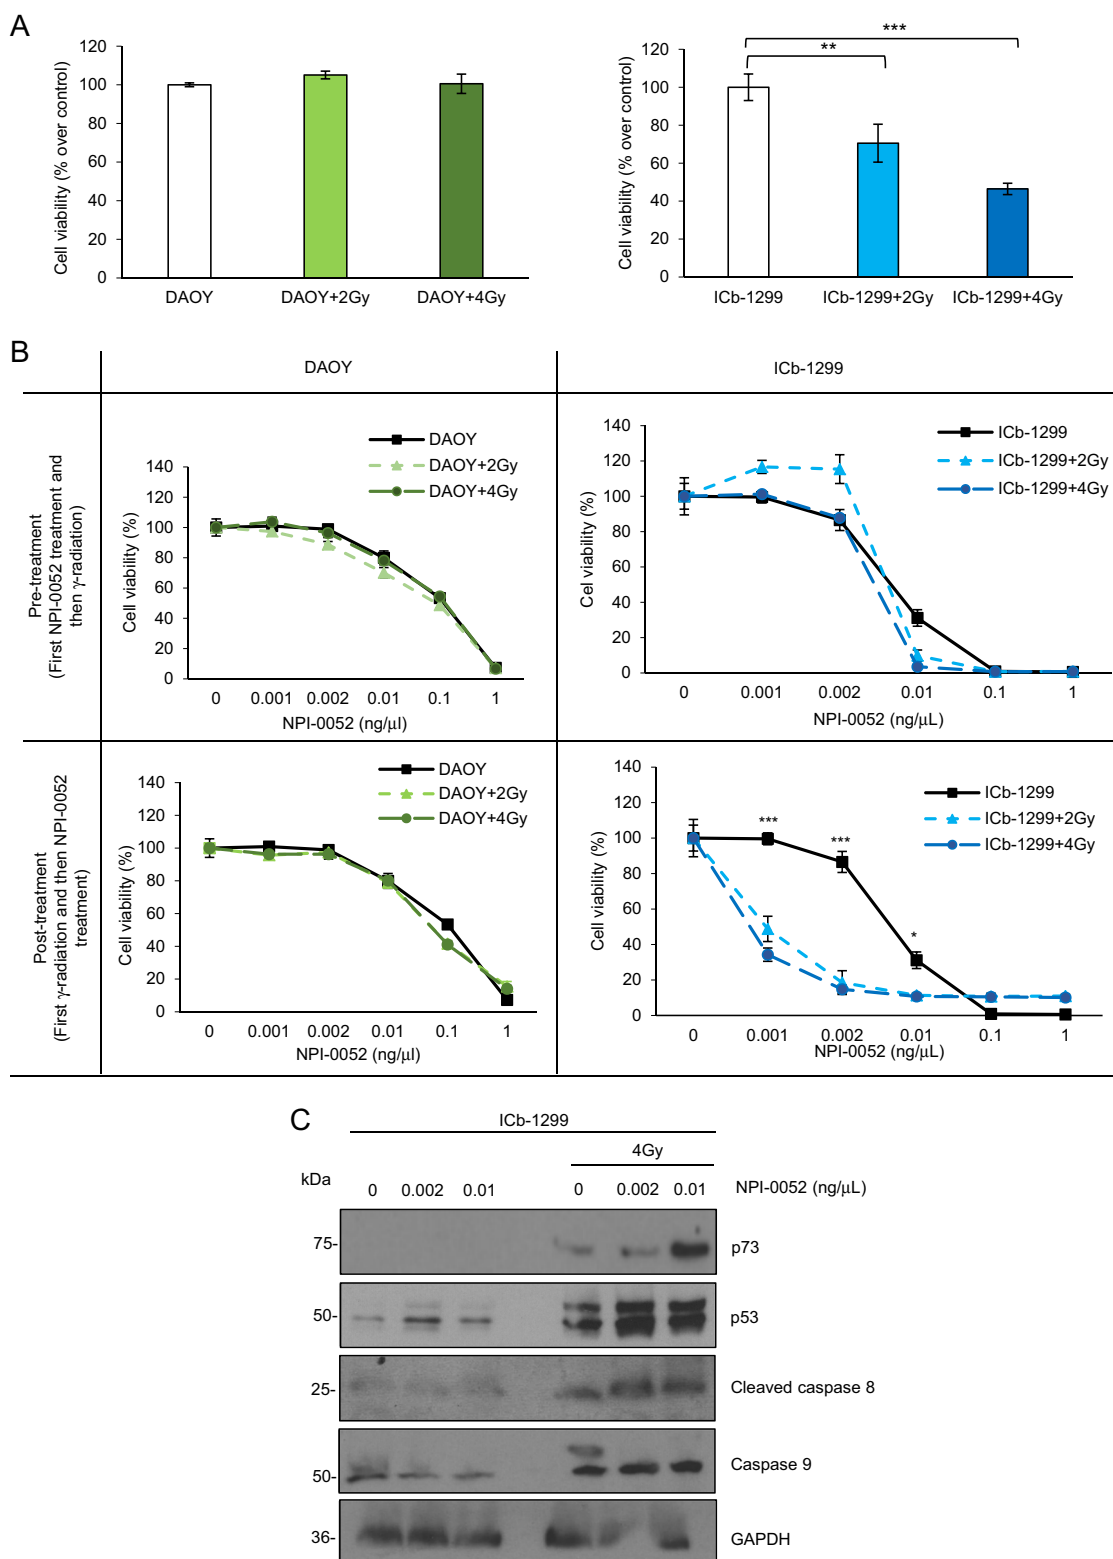 A
120
100
80
60
40
20
0
Cell viability (% over control)
DAOY
DAOY+2Gy
DAOY+4Gy
***
**
120
100
80
60
40
20
0
Cell viability (% over control)
ICb-1299
ICb-1299+2Gy
ICb-1299+4Gy
B
DAOY
ICb-1299
Pre-treatment
(First NPI-0052 treatment and
then γ-radiation)
DAOY
DAOY+2Gy
DAOY+4Gy
140
120
100
80
60
40
20
0
Cell viability (%)
0 0.001 0.002 0.01 0.1 1
NPI-0052 (ng/µl)
ICb-1299
ICb-1299+2Gy
ICb-1299+4Gy
140
120
100
80
60
40
20
0
Cel viability (%)
0 0.001 0.002 0.01 0.1 1
NPI-0052 (ng/µL)
Post-treatment
(First γ-radiation and then NPI-0052
treatment)
DAOY
DAOY+2Gy
DAOY+4Gy
140
120
100
80
60
40
20
0
Cell viability (%)
0 0.001 0.002 0.01 0.1 1
NPI-0052 (ng/µl)
ICb-1299
ICb-1299+2Gy
ICb-1299+4Gy
140
120
100
80
60
40
20
0
Cell viability (%)
***
***
*
0 0.001 0.002 0.01 0.1 1
NPI-0052 (ng/µL)
C
ICb-1299
4Gy
kDa
0 0.002 0.01 0 0.002 0.01 NPI-0052 (ng/µL)
75- p73
50- p53
25- Cleaved caspase 8
50- Caspase 9
36- GAPDH